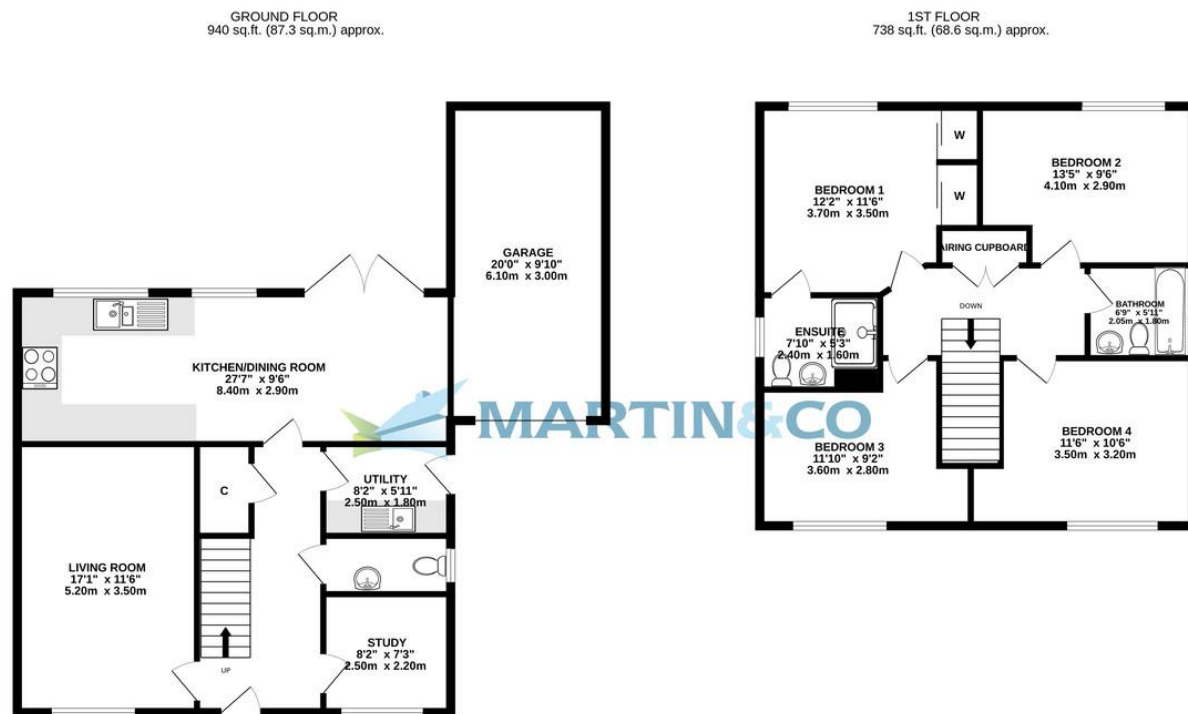 GROUND FLOOR
940 sq.ft. (87.3 sq.m.) approx.
1ST FLOOR
738 sq.ft. (68.6 sq.m.) approx.
GARAGE
20'0" x 9'10"
6.10m x 3.00m
KITCHEN/DINING ROOM
27'7" x 9'6"
8.40m x 2.90m
C
UTILITY
8'2" x 5'11"
2.50m x 1.80m
LIVING ROOM
17'1" x 11'6"
5.20m x 3.50m
STUDY
8'2" x 7'3"
2.50m x 2.20m
UP
BEDROOM 1
12'2" x 11'6"
3.70m x 3.50m
W
W
BEDROOM 2
13'5" x 9'6"
4.10m x 2.90m
AIRING CUPBOARD
DOWN
BATHROOM
6'9" x 5'11"
2.05m x 1.80m
ENSUITE
7'10" x 5'3"
2.40m x 1.60m
BEDROOM 3
11'10" x 9'2"
3.60m x 2.80m
BEDROOM 4
11'6" x 10'6"
3.50m x 3.20m
MARTIN&CO